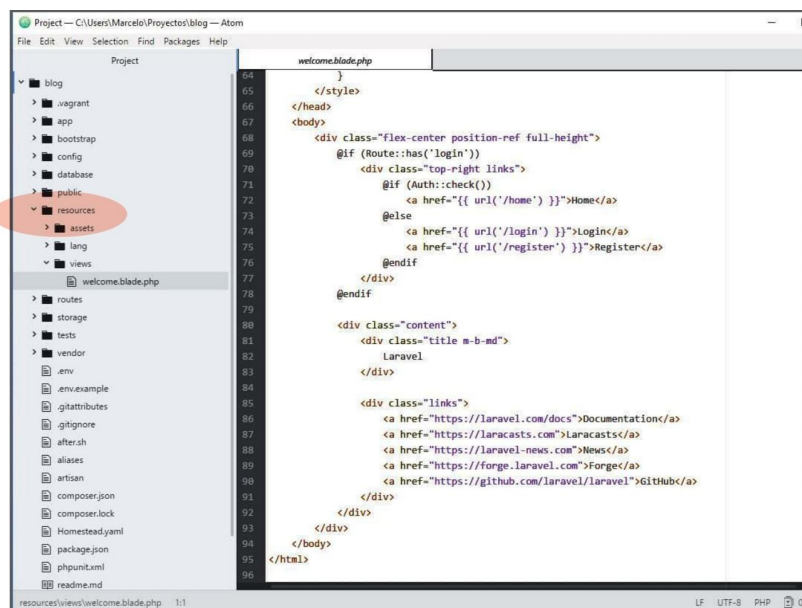 Project — C:\Users\Marcelo\Proyectos\blog — Atom
File Edit View Selection Find Packages Help
Project
blog
.vagrant
app
bootstrap
config
database
public
resources
assets
lang
views
welcome.blade.php
routes
storage
tests
vendor
.env
.env.example
.gitattributes
.gitignore
after.sh
aliases
artisan
composer.json
composer.lock
Homestead.yaml
package.json
phpunit.xml
readme.md
welcome.blade.php
64 }
65 </style>
66 </head>
67 <body>
68 <div class="flex-center position-ref full-height">
69 @if (Route::has('login'))
70 <div class="top-right links">
71 @if (Auth::check())
72 <a href="{{ url('/home') }}">Home</a>
73 @else
74 <a href="{{ url('/login') }}">Login</a>
75 <a href="{{ url('/register') }}">Register</a>
76 @endif
77 </div>
78 @endif
79
80 <div class="content">
81 <div class="title m-b-md">
82 Laravel
83 </div>
84
85 <div class="links">
86 <a href="https://laravel.com/docs">Documentation</a>
87 <a href="https://laracasts.com">Laracasts</a>
88 <a href="https://laravel-news.com">News</a>
89 <a href="https://forge.laravel.com">Forge</a>
90 <a href="https://github.com/laravel/laravel">GitHub</a>
91 </div>
92 </div>
93 </div>
94 </body>
95 </html>
96
resources\views\welcome.blade.php 1:1 LF UTF-8 PHP 0